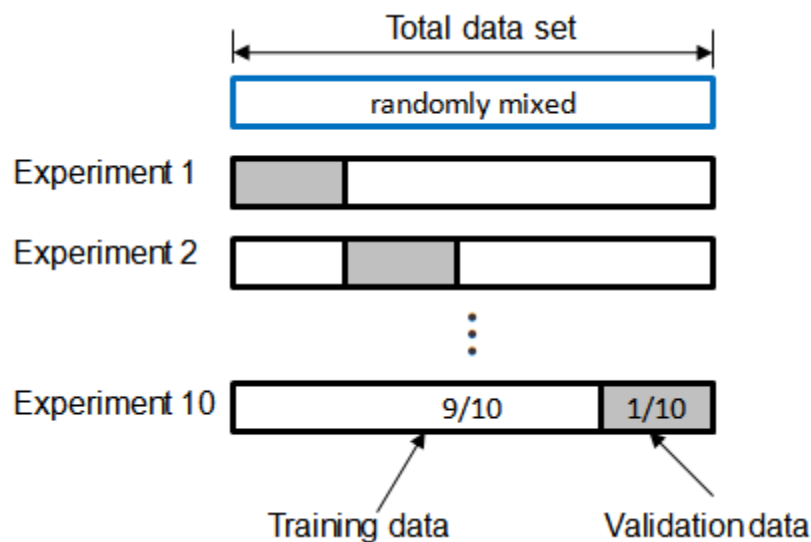 Total data set
randomly mixed
Experiment 1
Experiment 2
Experiment 10
9/10
1/10
Training data
Validation data